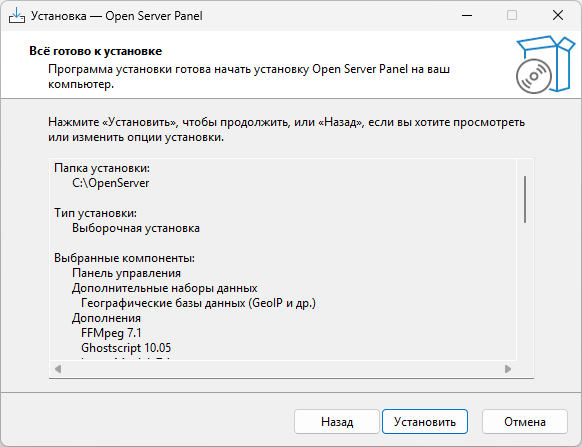 Установка — Open Server Panel
Всё готово к установке
Программа установки готова начать установку Open Server Panel на ваш
компьютер.
Нажмите «Установить», чтобы продолжить, или «Назад», если вы хотите просмотреть
или изменить опции установки.
Папка установки:
C:\OpenServer
Тип установки:
Выборочная установка
Выбранные компоненты:
Панель управления
Дополнительные наборы данных
Географические базы данных (GeoIP и др.)
Дополнения
FFMpeg 7.1
Ghostscript 10.05
Назад
Установить
Отмена